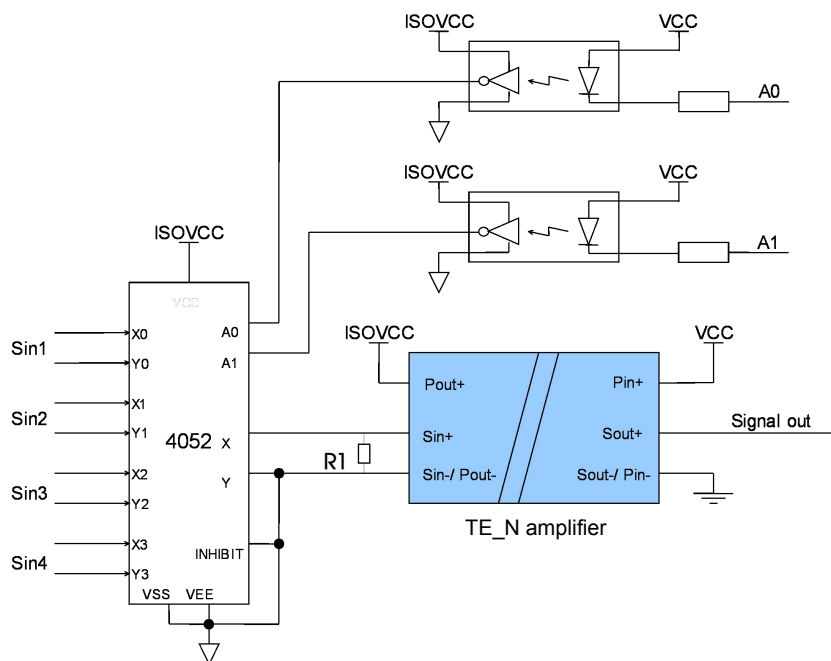 ISOVCC
VCC
A0
ISOVCC
VCC
A1
ISOVCC
VCC
Sin1
Sin2
Sin3
Sin4
X0
Y0
X1
Y1
X2
Y2
X3
Y3
4052
A0
A1
X
Y
INHIBIT
VSS VEE
R1
ISOVCC
VCC
Pout+ Pin+
Sin+ Sout+
Sin-/ Pout- Sout-/ Pin-
Signal out
TE_N amplifier